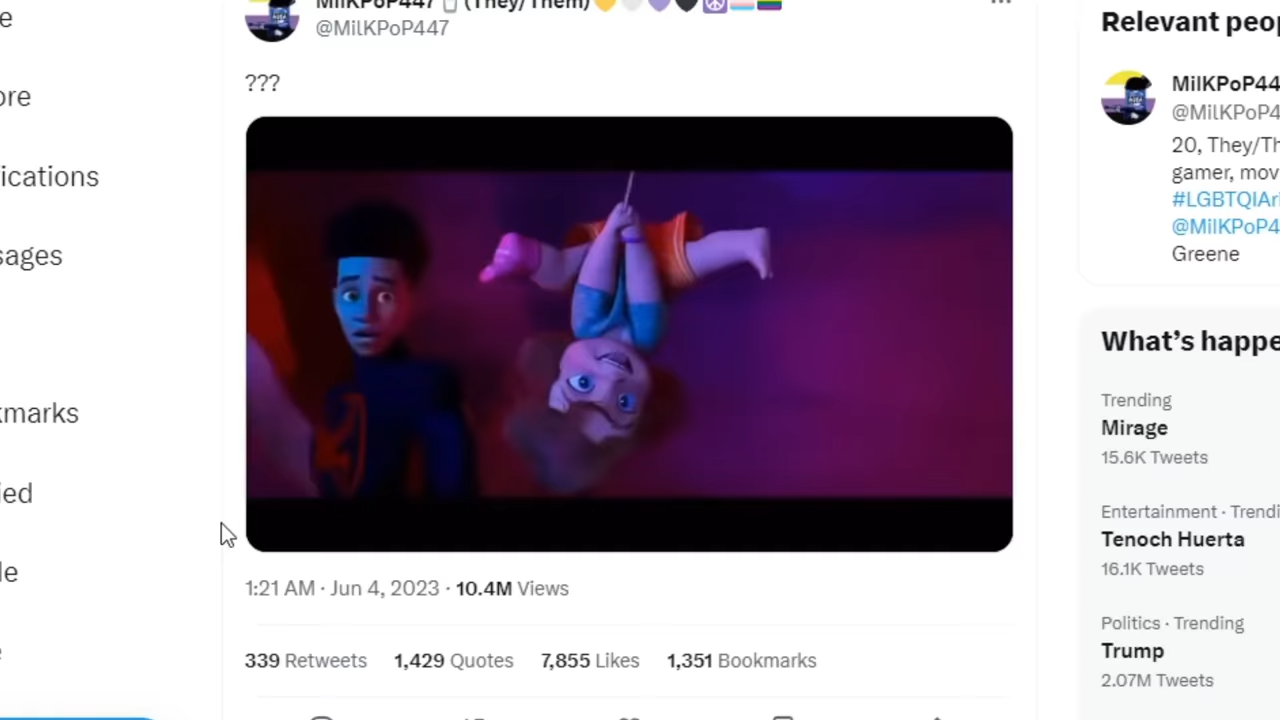 MilKPoP447 (They/Them)
@MilKPoP447
???
1:21 AM · Jun 4, 2023 · 10.4M Views
339 Retweets 1,429 Quotes 7,855 Likes 1,351 Bookmarks
e
ore
ications
sages
kmarks
ied
le
e
Relevant peop
MilKPoP44
@MilKPoP4
20, They/Th
gamer, mov
#LGBTQIAri
@MilKPoP4
Greene
What's happe
Trending
Mirage
15.6K Tweets
Entertainment · Trendi
Tenoch Huerta
16.1K Tweets
Politics · Trending
Trump
2.07M Tweets